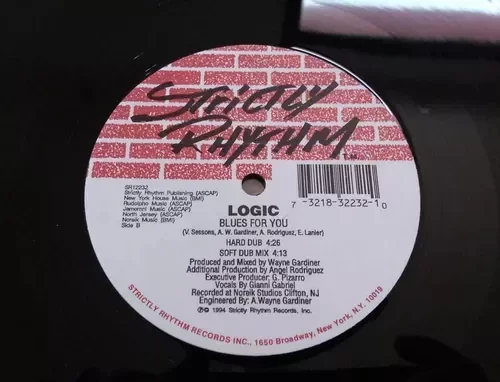 STRICTLY
RHYTHM™
SR12232
Strictly Rhythm Publishing (ASCAP)
New York House Music (BMI)
Rudolpho Music (ASCAP)
Jamoroni Music (ASCAP)
North Jersey (ASCAP)
Noreik Music (BMI)
Side B
7 -3218-32232-1 0
LOGIC
BLUES FOR YOU
(V. Sessons, A. W. Gardiner, A. Rodriguez, E. Lanier)
HARD DUB 4:26
SOFT DUB MIX 4:13
Produced and Mixed by Wayne Gardiner
Additional Production by Angel Rodriguez
Executive Producer: G. Pizarro
Vocals By Gianni Gabriel
Recorded at Noreik Studios Clifton, NJ
Engineered By: A.Wayne Gardiner
℗© 1994 Strictly Rhythm Records, Inc.
STRICTLY RHYTHM RECORDS INC., 1650 Broadway, New York, N.Y. 10019